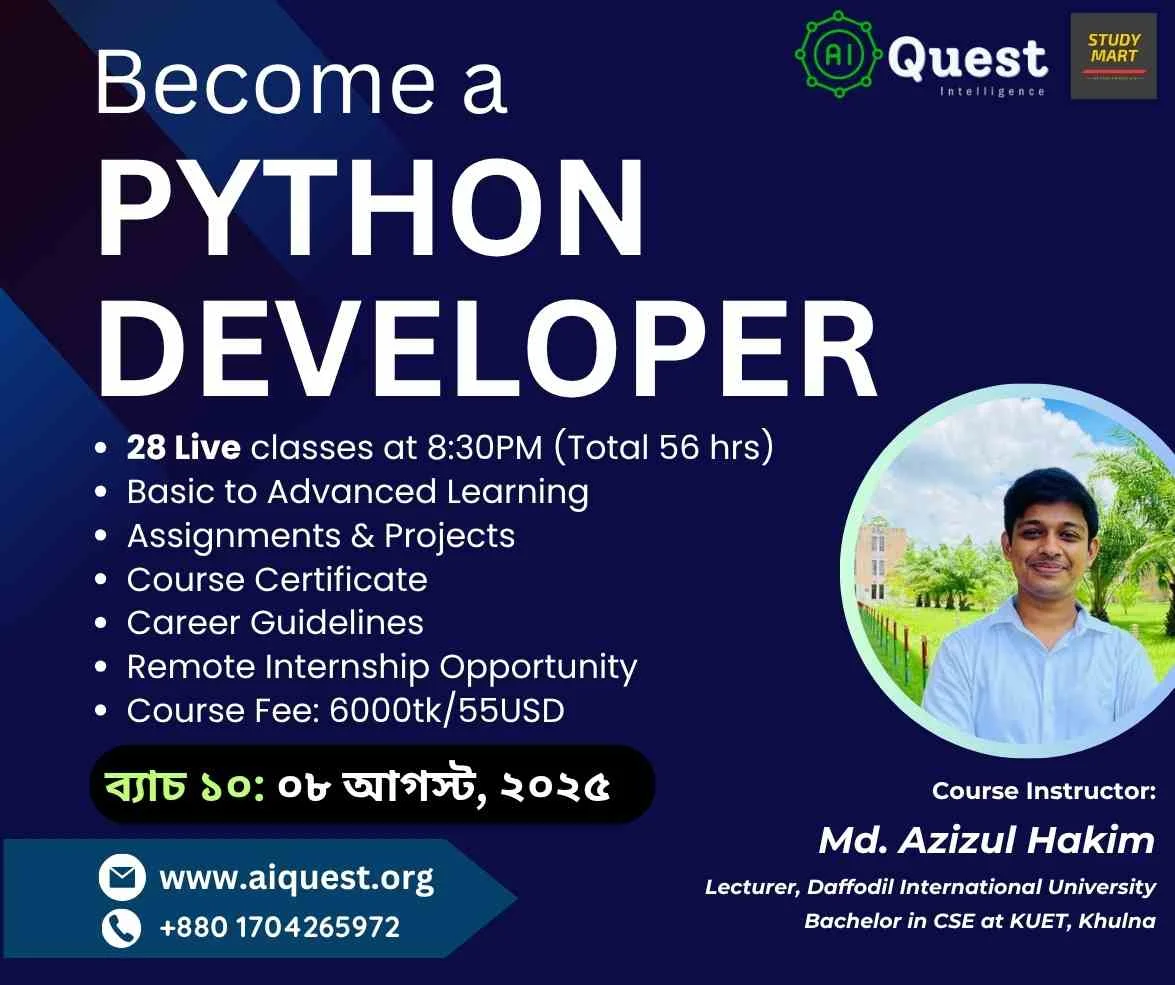 AI Quest
Intelligence
STUDY
MART
Become a
PYTHON
DEVELOPER
28 Live classes at 8:30PM (Total 56 hrs)
Basic to Advanced Learning
Assignments & Projects
Course Certificate
Career Guidelines
Remote Internship Opportunity
Course Fee: 6000tk/55USD
ব্যাচ ১০: ০৮ আগস্ট, ২০২৫
www.aiquest.org
+880 1704265972
Course Instructor:
Md. Azizul Hakim
Lecturer, Daffodil International University
Bachelor in CSE at KUET, Khulna